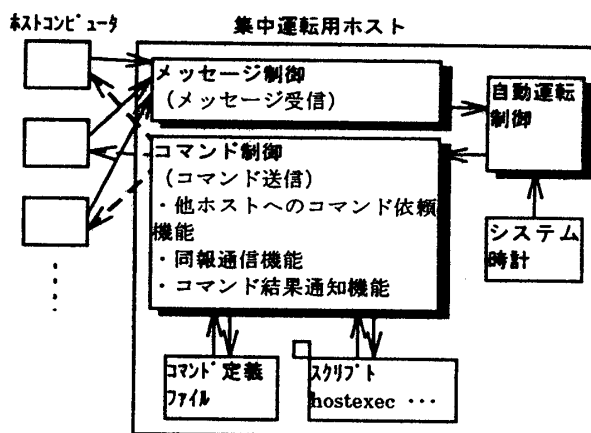 ホストコンピュータ
集中運転用ホスト
メッセージ制御
（メッセージ受信）
自動運転
制御
コマンド制御
（コマンド送信）
・他ホストへのコマンド依頼
機能
・同報通信機能
・コマンド結果通知機能
システム
時計
コマンド定義
ファイル
スクリプト
hostexec …